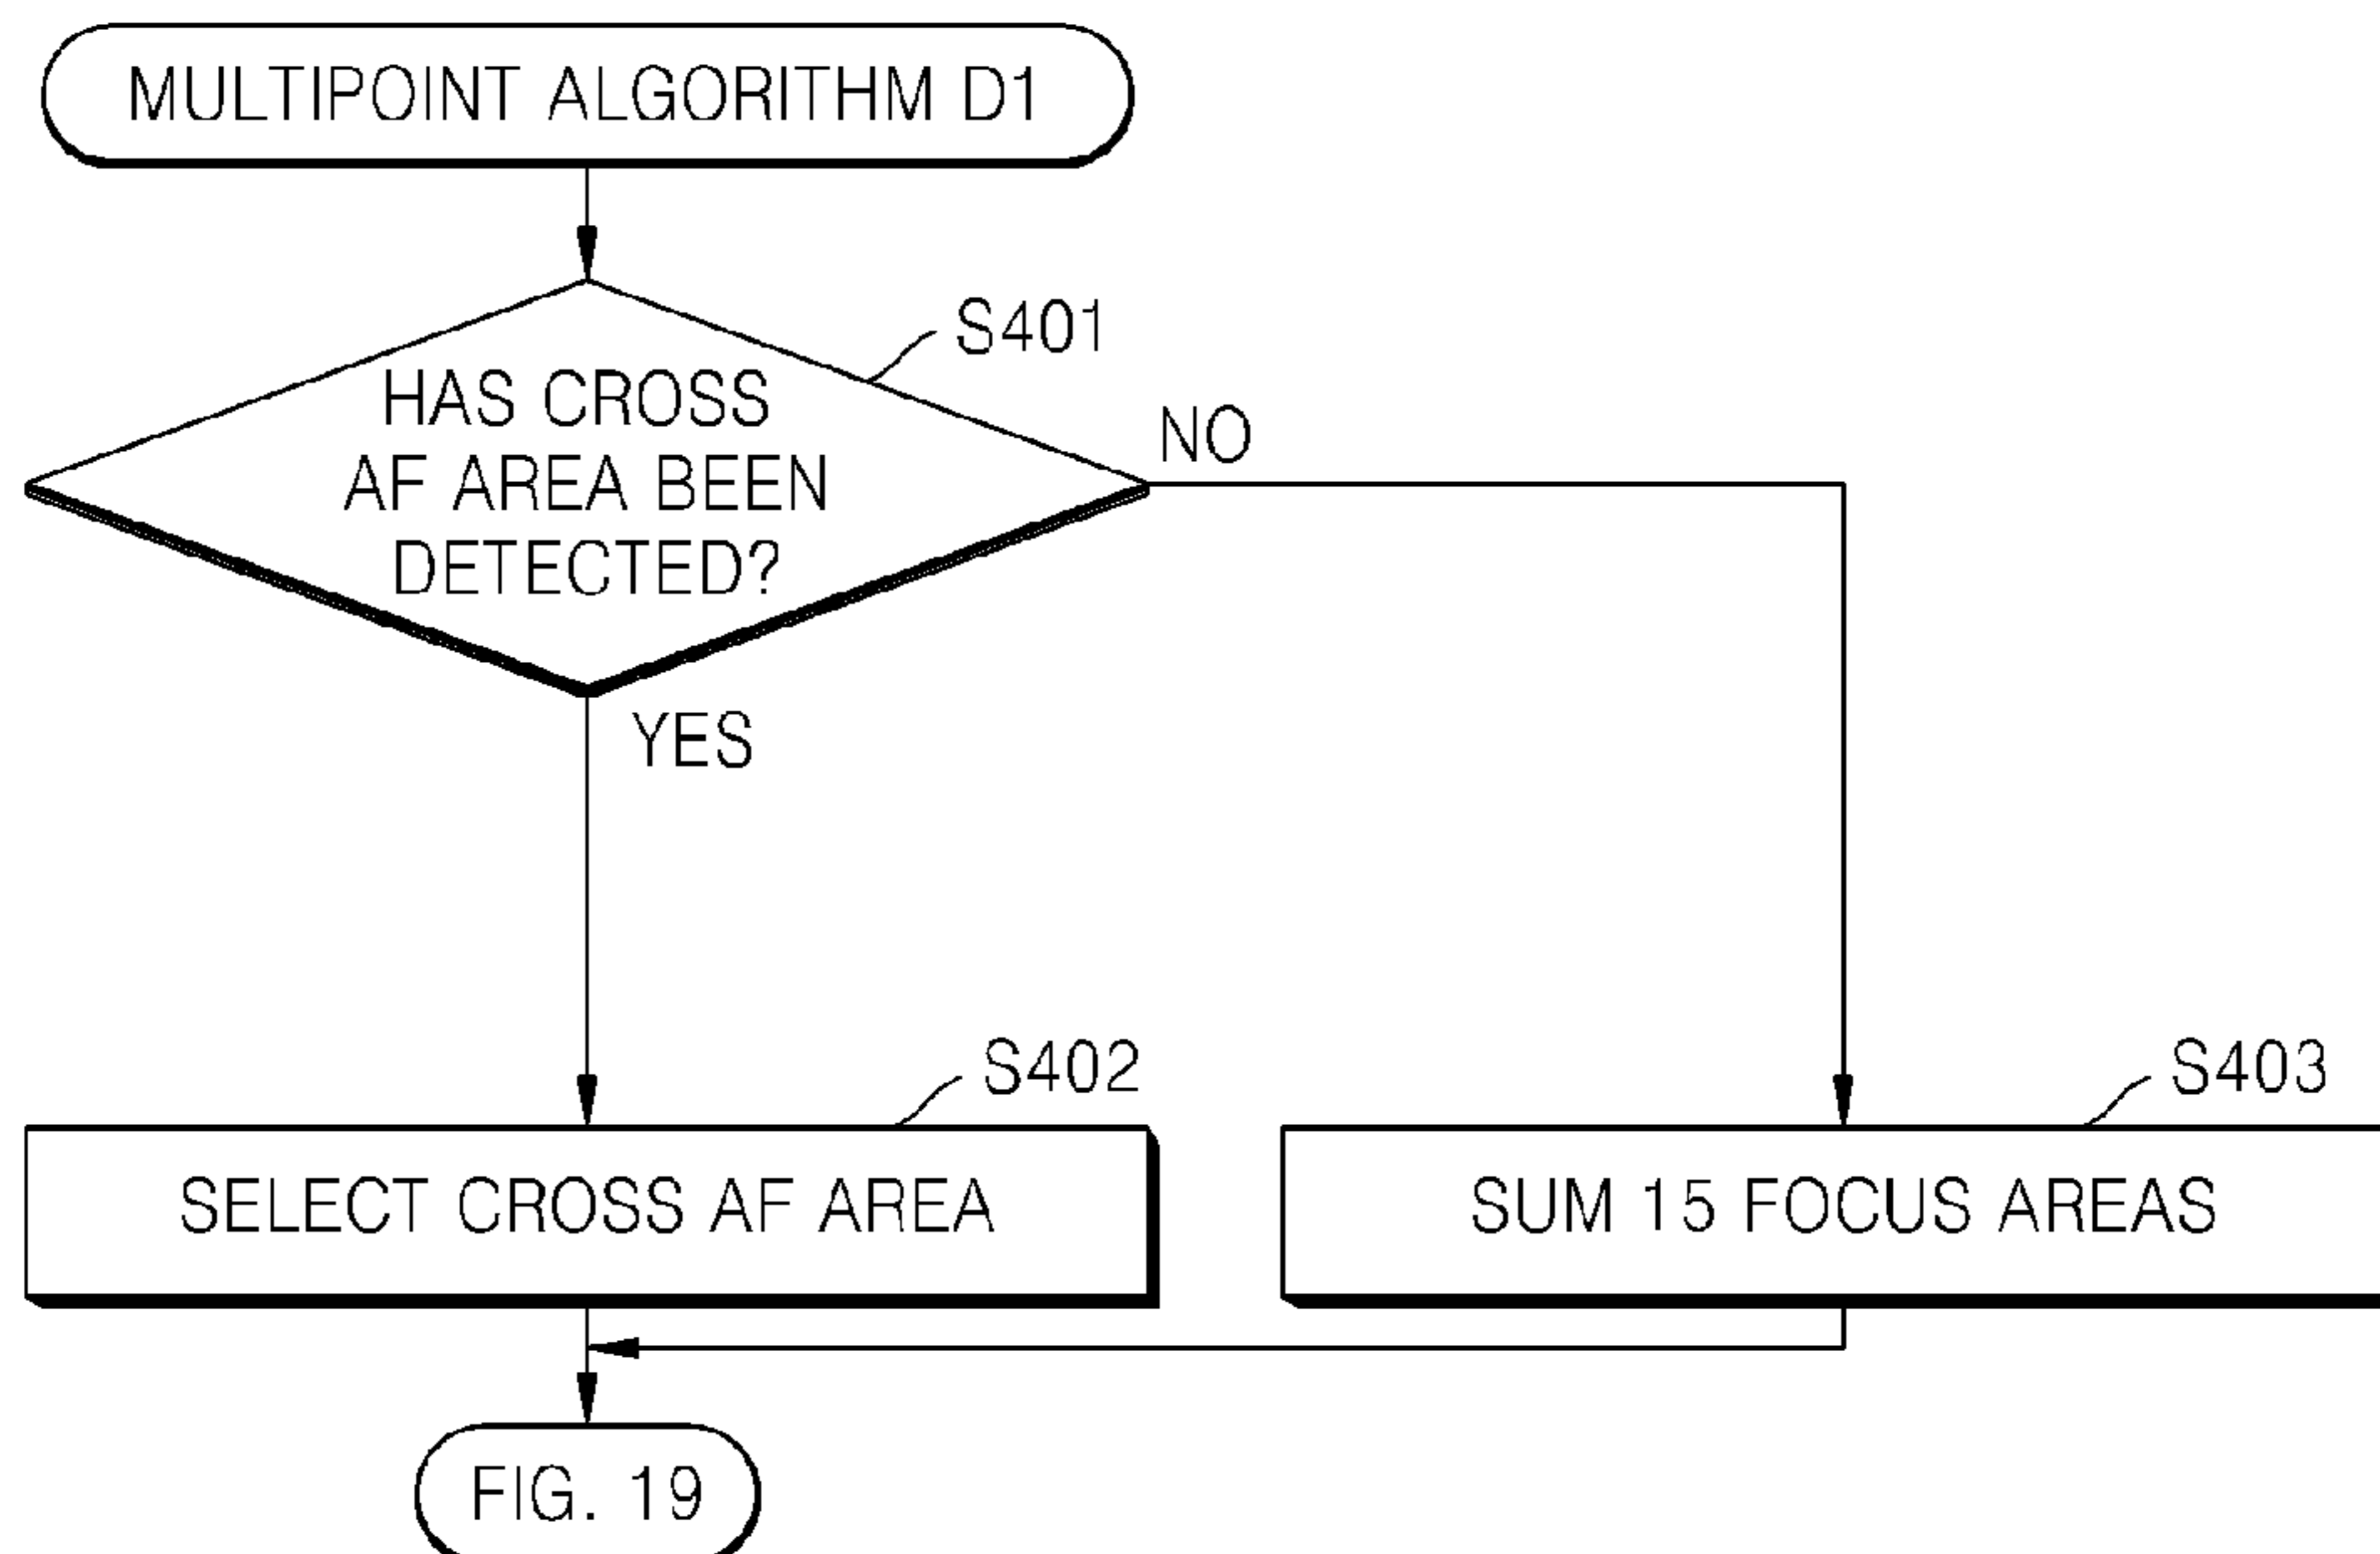 MULTIPOINT ALGORITHM D1
S401
HAS CROSS
AF AREA BEEN
DETECTED?
NO
YES
S402
S403
SELECT CROSS AF AREA
SUM 15 FOCUS AREAS
FIG. 19